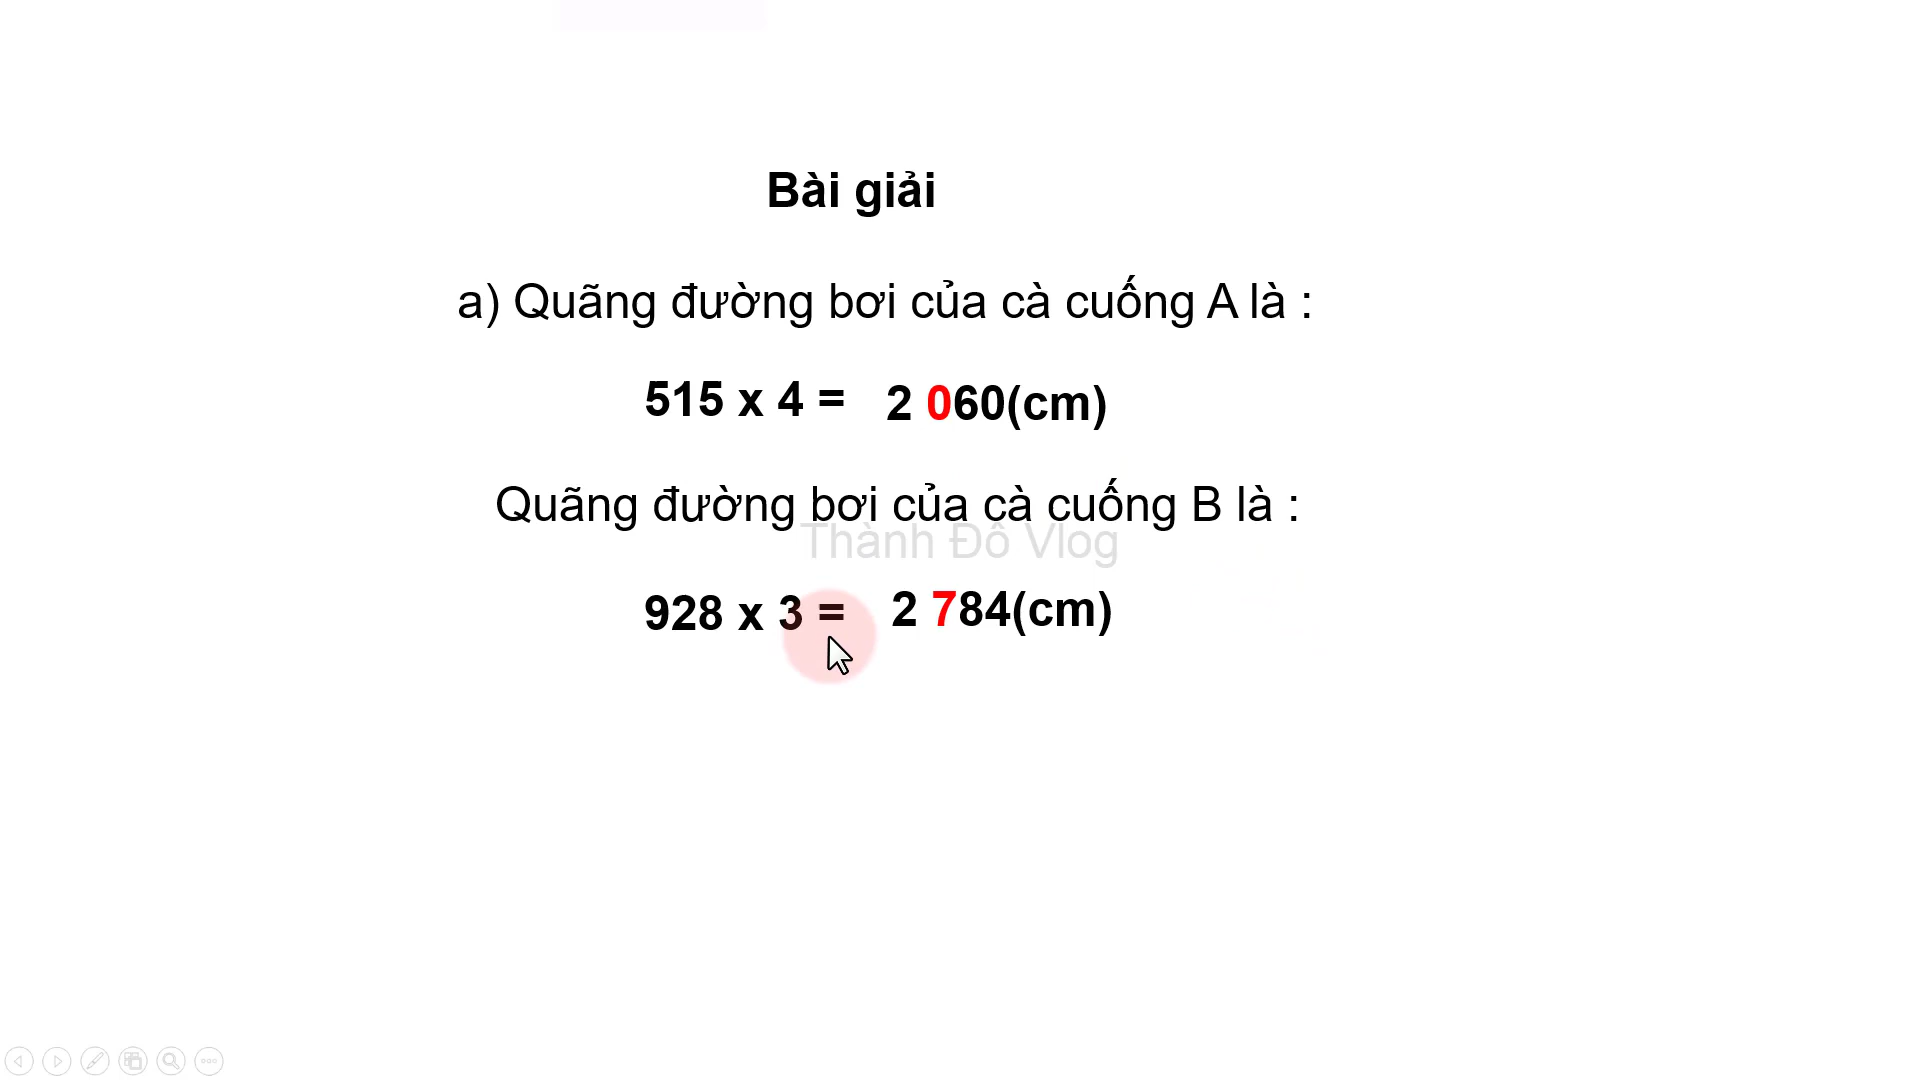 Bài giải
a) Quãng đường bơi của cà cuống A là :
515 x 4 = 2 060(cm)
Quãng đường bơi của cà cuống B là :
Thành Đô Vlog
928 x 3 = 2 784(cm)